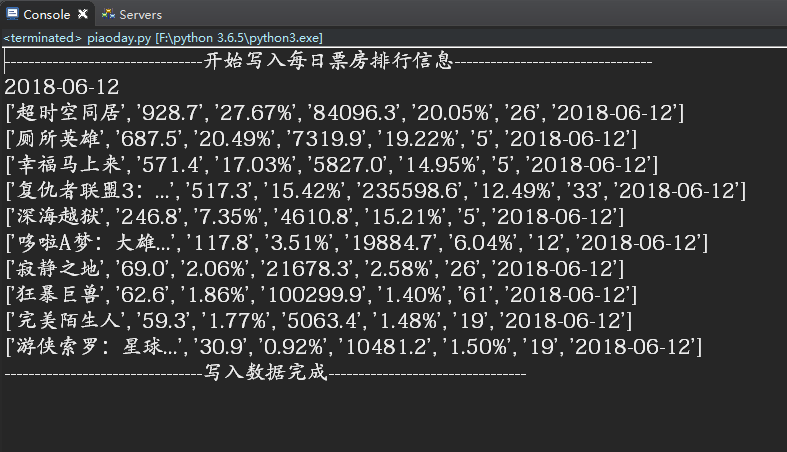 Console Servers
<terminated> piaoday.py [F:\python 3.6.5\python3.exe]
---------------------------------开始写入每日票房排行信息---------------------------------
2018-06-12
['超时空同居','928.7','27.67%','84096.3','20.05%','26','2018-06-12']
['厕所英雄','687.5','20.49%','7319.9','19.22%','5','2018-06-12']
['幸福马上来','571.4','17.03%','5827.0','14.95%','5','2018-06-12']
['复仇者联盟3：...','517.3','15.42%','235598.6','12.49%','33','2018-06-12']
['深海越狱','246.8','7.35%','4610.8','15.21%','5','2018-06-12']
['哆啦A梦：大雄...','117.8','3.51%','19884.7','6.04%','12','2018-06-12']
['寂静之地','69.0','2.06%','21678.3','2.58%','26','2018-06-12']
['狂暴巨兽','62.6','1.86%','100299.9','1.40%','61','2018-06-12']
['完美陌生人','59.3','1.77%','5063.4','1.48%','19','2018-06-12']
['游侠索罗：星球...','30.9','0.92%','10481.2','1.50%','19','2018-06-12']
---------------------------------写入数据完成---------------------------------